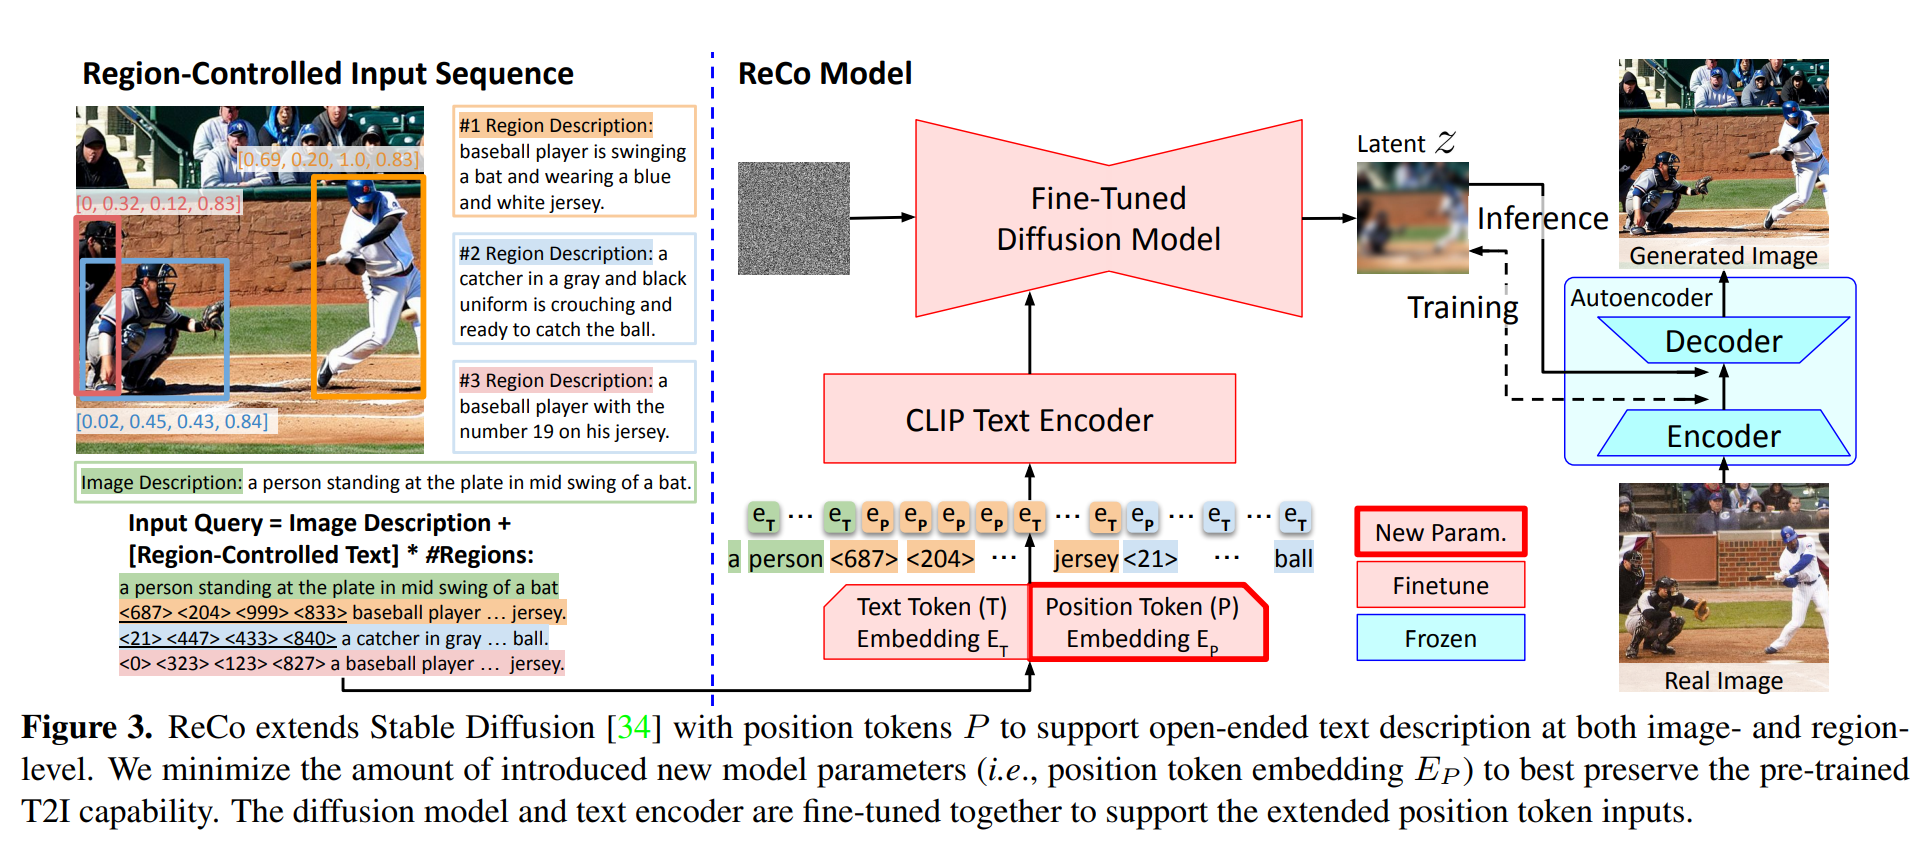 Region-Controlled Input Sequence
[0.69, 0.20, 1.0, 0.83]
[0, 0.32, 0.12, 0.83]
[0.02, 0.45, 0.43, 0.84]
#1 Region Description:
baseball player is swinging
a bat and wearing a blue
and white jersey.
#2 Region Description: a
catcher in a gray and black
uniform is crouching and
ready to catch the ball.
#3 Region Description: a
baseball player with the
number 19 on his jersey.
Image Description: a person standing at the plate in mid swing of a bat.
Input Query = Image Description +
[Region-Controlled Text] * #Regions:
a person standing at the plate in mid swing of a bat
<687> <204> <999> <833> baseball player … jersey.
<21> <447> <433> <840> a catcher in gray … ball.
<0> <323> <123> <827> a baseball player … jersey.
ReCo Model
Fine-Tuned
Diffusion Model
CLIP Text Encoder
e_T … e_T e_P e_P e_P e_P e_T … e_T e_P … e_T … e_T
a person <687> <204> … jersey <21> … ball
Text Token (T)
Embedding E_T
Position Token (P)
Embedding E_P
Latent z
Inference
Training
Generated Image
Autoencoder
Decoder
Encoder
Real Image
New Param.
Finetune
Frozen
Figure 3. ReCo extends Stable Diffusion [34] with position tokens P to support open-ended text description at both image- and region-
level. We minimize the amount of introduced new model parameters (i.e., position token embedding E_P) to best preserve the pre-trained
T2I capability. The diffusion model and text encoder are fine-tuned together to support the extended position token inputs.